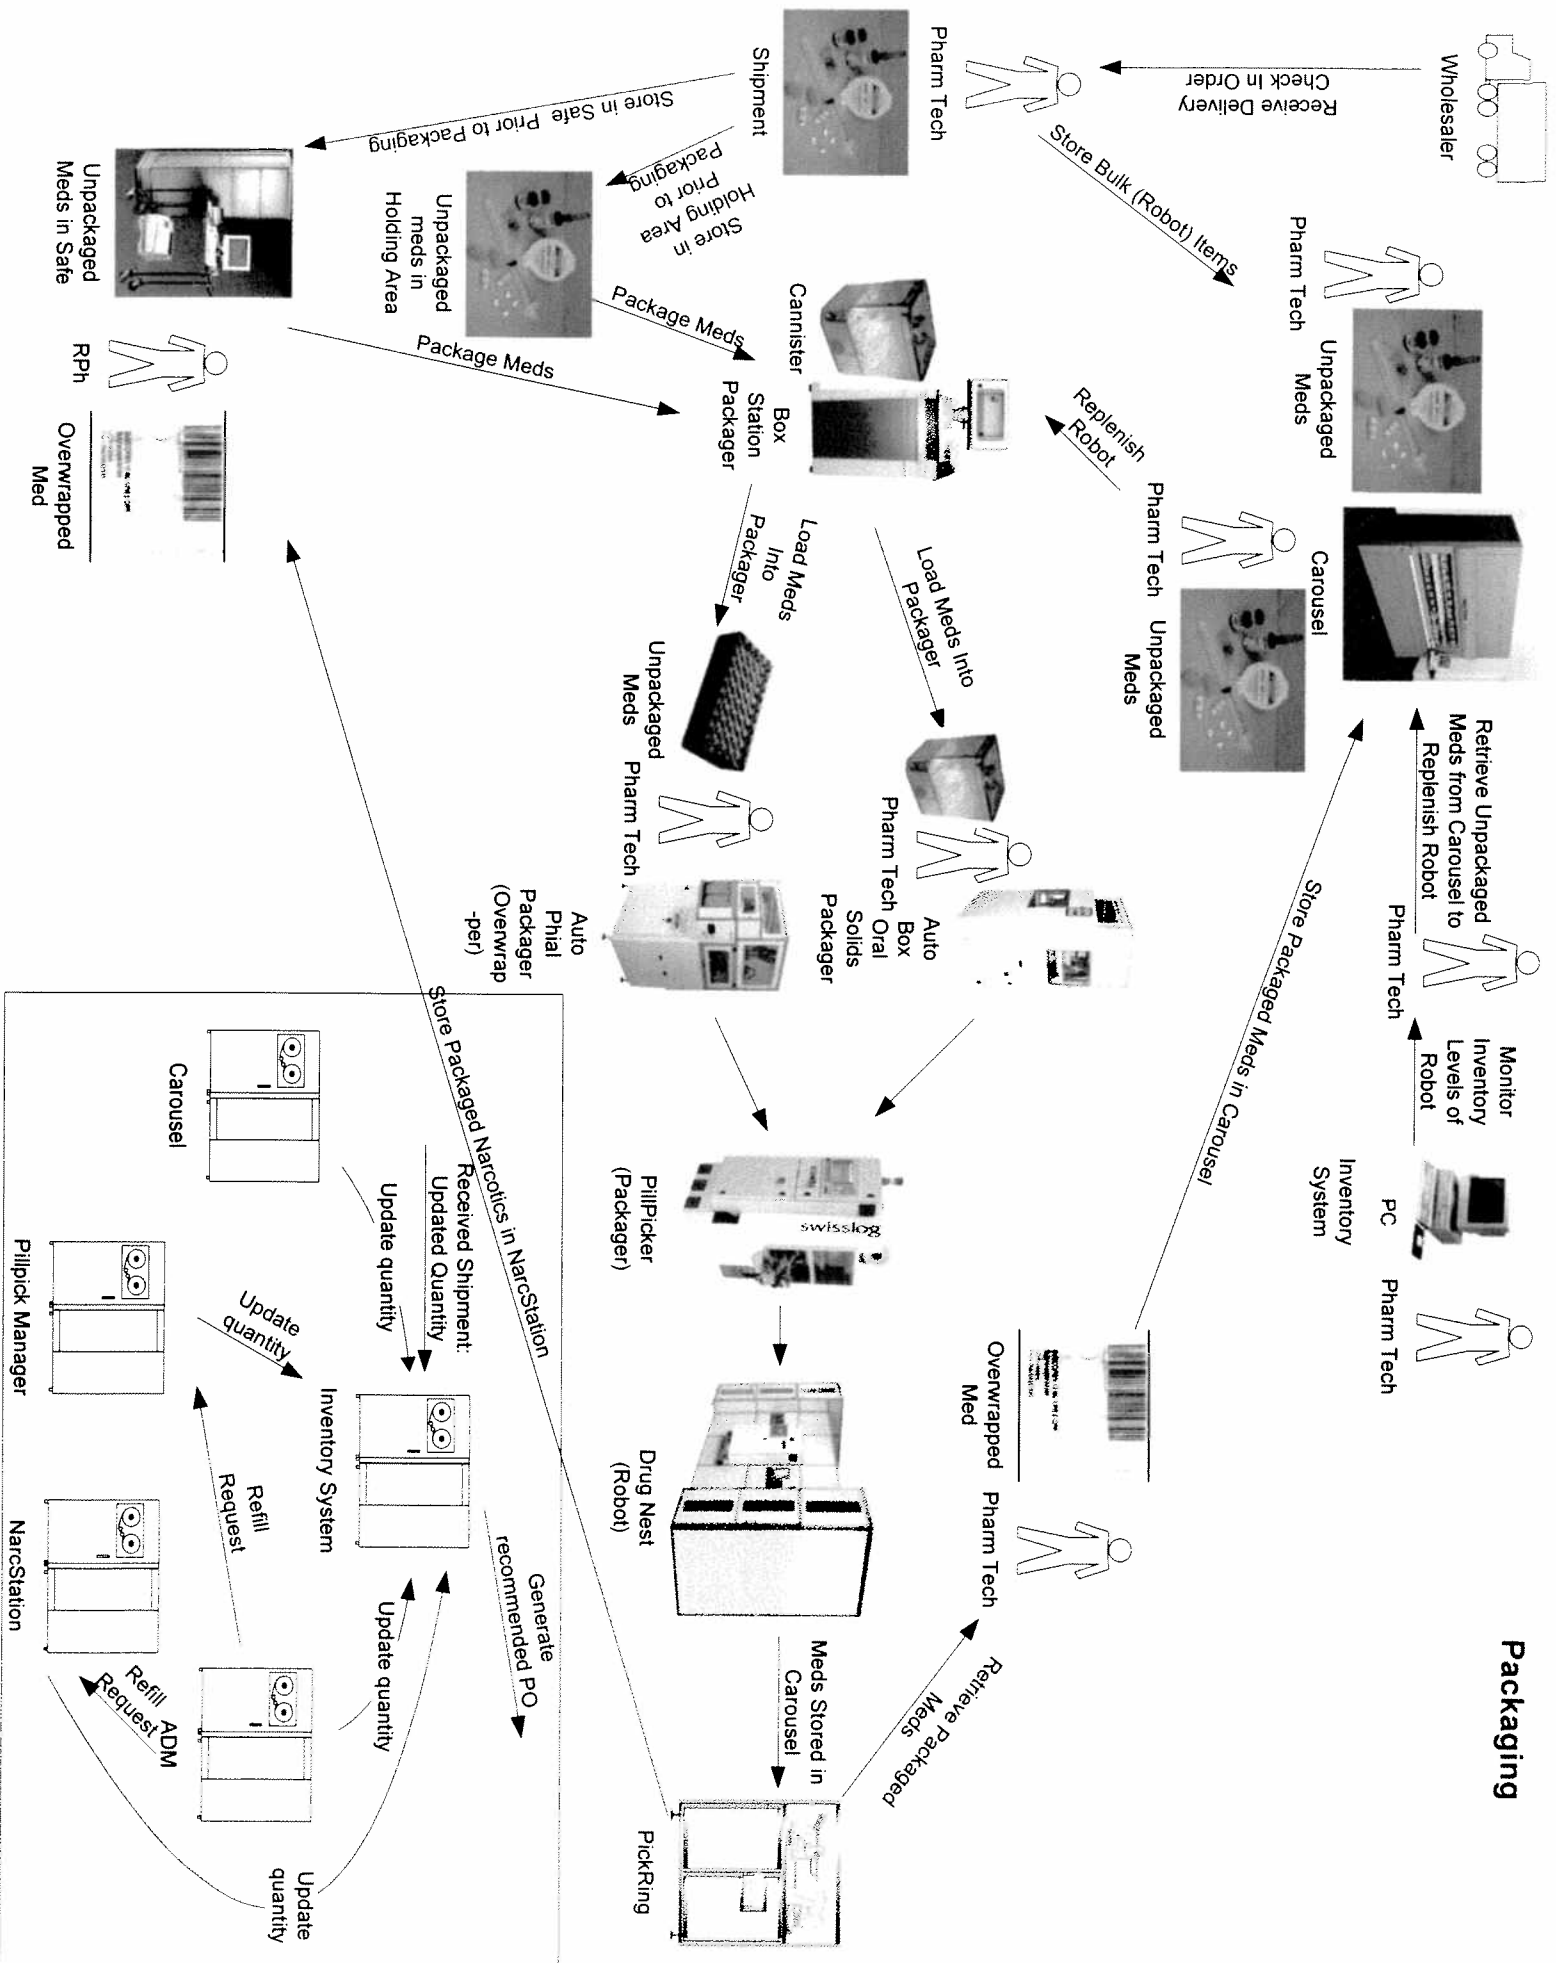 Packaging
Wholesaler
Receive Delivery
Check In Order
Pharm Tech
Shipment
Store Bulk (Robot) Items
Pharm Tech
Unpackaged
Meds
Carousel
Retrieve Unpackaged
Meds from Carousel to
Replenish Robot
Pharm Tech
Monitor
Inventory
Levels of
Robot
Inventory
System
PC
Pharm Tech
Replenish
Robot
Pharm Tech
Unpackaged
Meds
Store in Safe Prior to Packaging
Store in
Holding Area
Prior to
Packaging
Unpackaged
meds in
Holding Area
Unpackaged
Meds in Safe
Package Meds
Package Meds
RPh
Overwrapped
Med
Cannister
Box
Station
Packager
Load Meds Into
Packager
Load Meds
Into
Packager
Unpackaged
Meds
Pharm Tech
Pharm Tech
Auto
Box
Oral
Solids
Packager
Auto
Phial
Packager
(Overwrap
-per)
swisslog
PillPicker
(Packager)
Drug Nest
(Robot)
Meds Stored in
Carousel
PickRing
Retrieve Packaged
Meds
Overwrapped
Med
Pharm Tech
Store Packaged Meds in Carousel
Store Packaged Narcotics in NarcStation
Carousel
Update quantity
Received Shipment:
Updated Quantity
Pillpick Manager
Update
quantity
Inventory System
Generate
recommended PO
Refill
Request
NarcStation
Refill
Request
ADM
Update quantity
Update
quantity